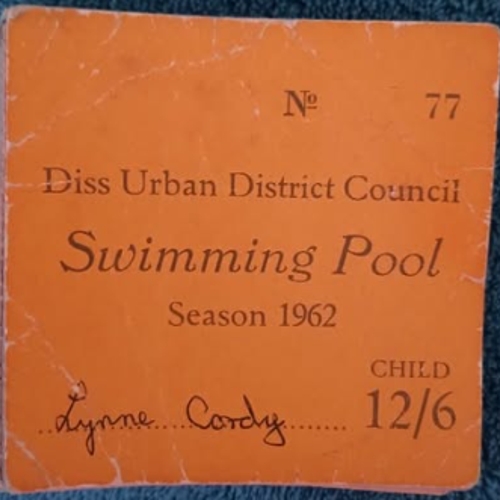 № 77
Diss Urban District Council
Swimming Pool
Season 1962
CHILD
Lynne Cordy 12/6